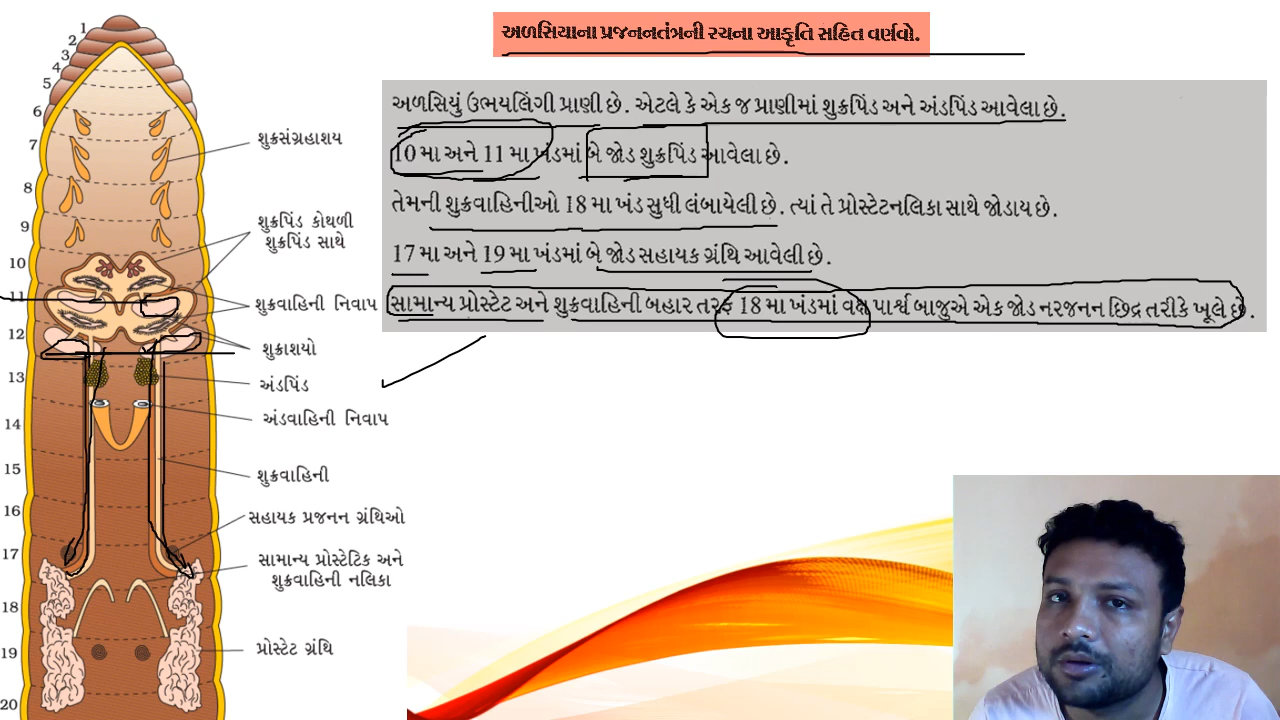 અળસિયાના પ્રજનનતંત્રની રચના આકૃતિ સહિત વર્ણવો.
અળસિયું ઉભયલિંગી પ્રાણી છે. એટલે કે એક જ પ્રાણીમાં શુક્રપિંડ અને અંડપિંડ આવેલા છે.
10 મા અને 11 મા ખંડમાં બે જોડ શુક્રપિંડ આવેલા છે.
તેમની શુક્રવાહિનીઓ 18 મા ખંડ સુધી લંબાયેલી છે. ત્યાં તે પ્રોસ્ટેટનલિકા સાથે જોડાય છે.
17 મા અને 19 મા ખંડમાં બે જોડ સહાયક ગ્રંથિ આવેલી છે.
સામાન્ય પ્રોસ્ટેટ અને શુક્રવાહિની બહાર તરફ 18 મા ખંડમાં વક્ષ પાર્શ્વ બાજુએ એક જોડ નરજનન છિદ્ર તરીકે ખૂલે છે.
1
2
3
4
5
6
7
8
9
10
11
12
13
14
15
16
17
18
19
20
શુક્રસંગ્રહાશય
શુક્રપિંડ કોથળી
શુક્રપિંડ સાથે
શુક્રવાહિની નિવાપ
શુક્રાશયો
અંડપિંડ
અંડવાહિની નિવાપ
શુક્રવાહિની
સહાયક પ્રજનન ગ્રંથિઓ
સામાન્ય પ્રોસ્ટેટિક અને
શુક્રવાહિની નલિકા
પ્રોસ્ટેટ ગ્રંથિ